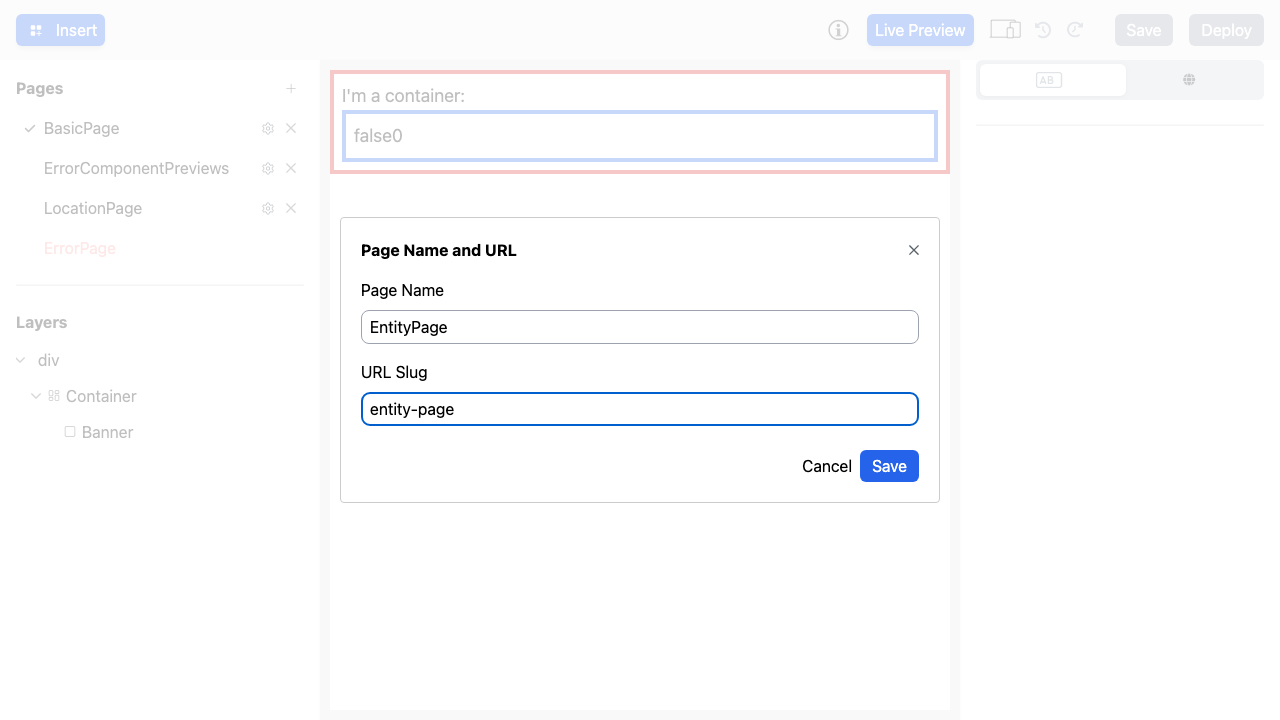 Insert
Live Preview
Save
Deploy
Pages
BasicPage
ErrorComponentPreviews
LocationPage
ErrorPage
Layers
div
Container
Banner
I'm a container:
false0
Page Name and URL
Page Name
EntityPage
URL Slug
entity-page
Cancel
Save
AB